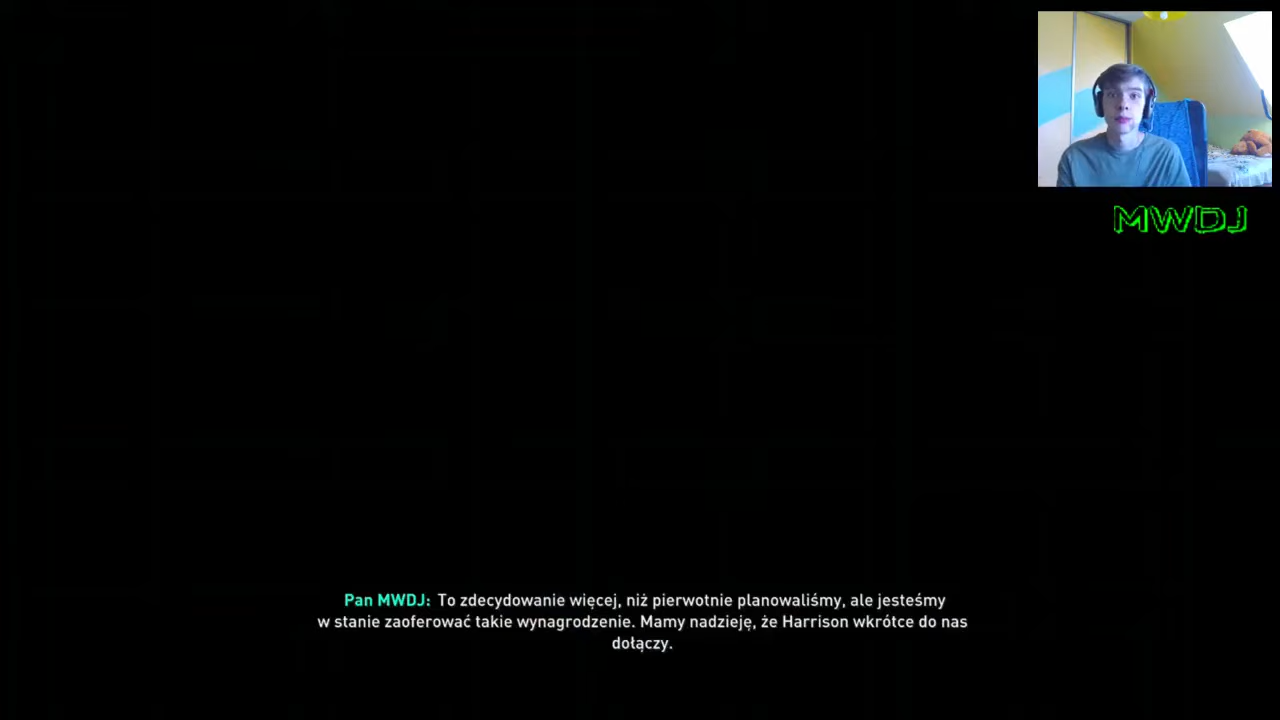 MWDJ
Pan MWDJ: To zdecydowanie więcej, niż pierwotnie planowaliśmy, ale jesteśmy
w stanie zaoferować takie wynagrodzenie. Mamy nadzieję, że Harrison wkrótce do nas
dołączy.